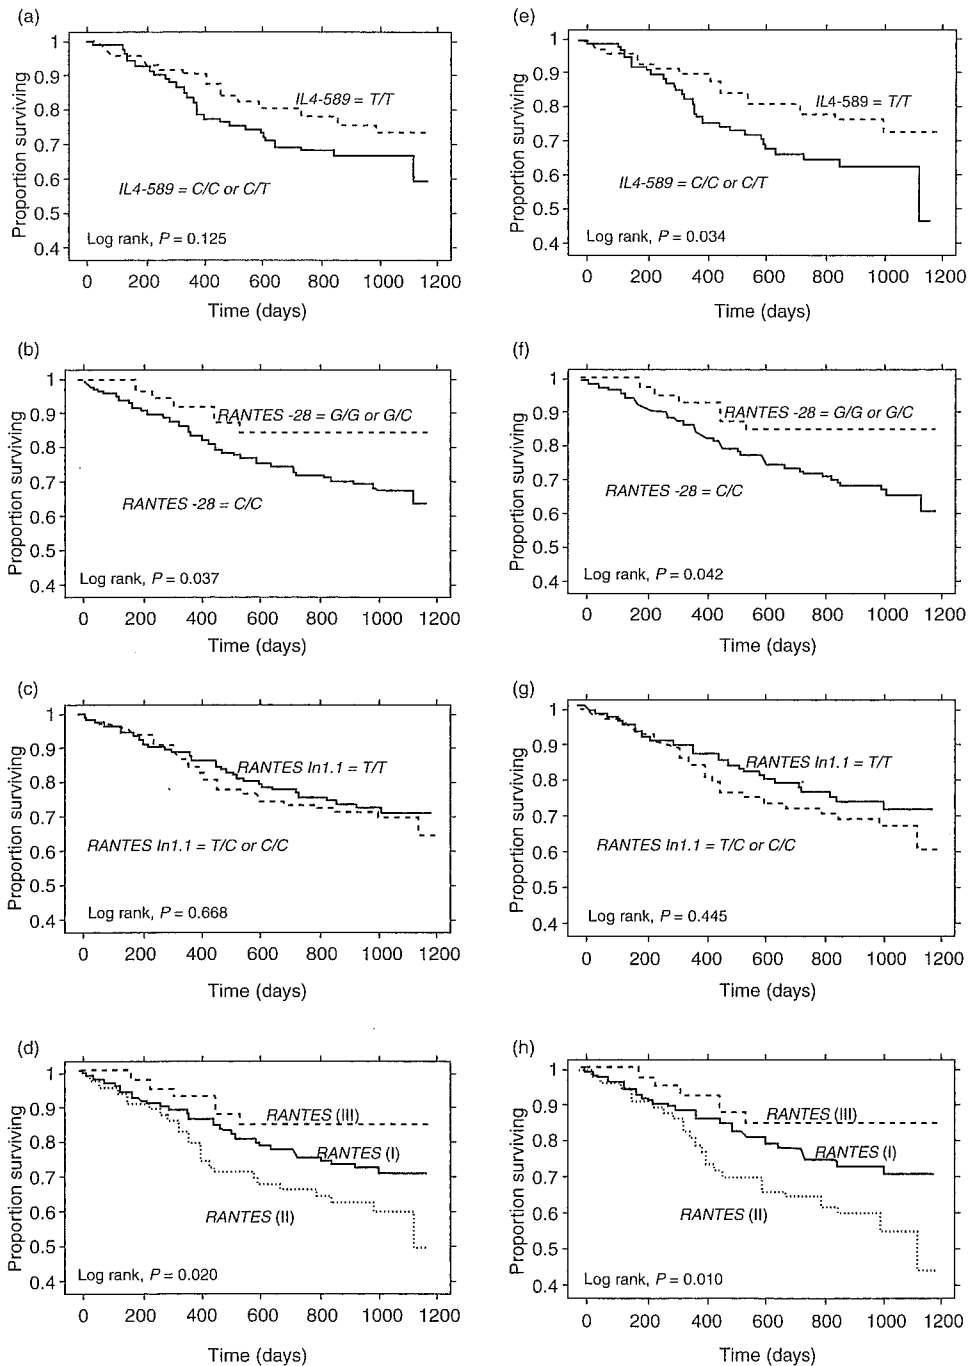 (a)
Proportion surviving
1
0.9
0.8
0.7
0.6
0.5
0.4
IL4-589 = T/T
IL4-589 = C/C or C/T
Log rank, P = 0.125
0 200 400 600 800 1000 1200
Time (days)
(e)
Proportion surviving
1
0.9
0.8
0.7
0.6
0.5
0.4
IL4-589 = T/T
IL4-589 = C/C or C/T
Log rank, P = 0.034
0 200 400 600 800 1000 1200
Time (days)
(b)
Proportion surviving
1
0.9
0.8
0.7
0.6
0.5
0.4
RANTES -28 = G/G or G/C
RANTES -28 = C/C
Log rank, P = 0.037
0 200 400 600 800 1000 1200
Time (days)
(f)
Proportion surviving
1
0.9
0.8
0.7
0.6
0.5
0.4
RANTES -28 = G/G or G/C
RANTES -28 = C/C
Log rank, P = 0.042
0 200 400 600 800 1000 1200
Time (days)
(c)
Proportion surviving
1
0.9
0.8
0.7
0.6
0.5
0.4
RANTES In1.1 = T/T
RANTES In1.1 = T/C or C/C
Log rank, P = 0.668
0 200 400 600 800 1000 1200
Time (days)
(g)
Proportion surviving
1
0.9
0.8
0.7
0.6
0.5
0.4
RANTES In1.1 = T/T
RANTES In1.1 = T/C or C/C
Log rank, P = 0.445
0 200 400 600 800 1000 1200
Time (days)
(d)
Proportion surviving
1
0.9
0.8
0.7
0.6
0.5
0.4
RANTES (III)
RANTES (I)
RANTES (II)
Log rank, P = 0.020
0 200 400 600 800 1000 1200
Time (days)
(h)
Proportion surviving
1
0.9
0.8
0.7
0.6
0.5
0.4
RANTES (III)
RANTES (I)
RANTES (II)
Log rank, P = 0.010
0 200 400 600 800 1000 1200
Time (days)